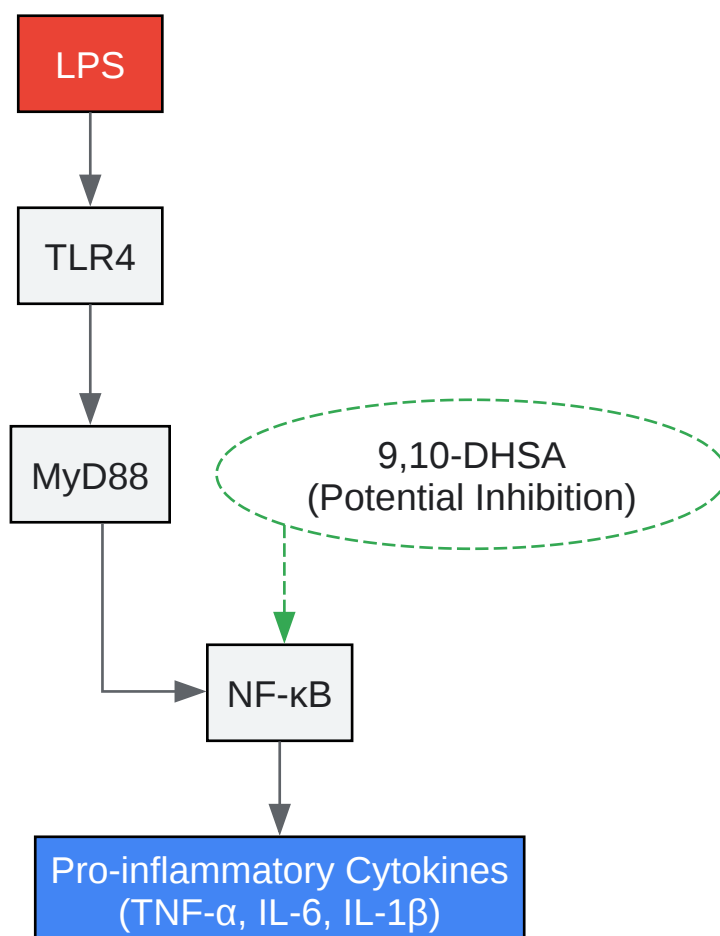 LPS
TLR4
MyD88
9,10-DHSA
(Potential Inhibition)
NF-κB
Pro-inflammatory Cytokines
(TNF-α, IL-6, IL-1β)